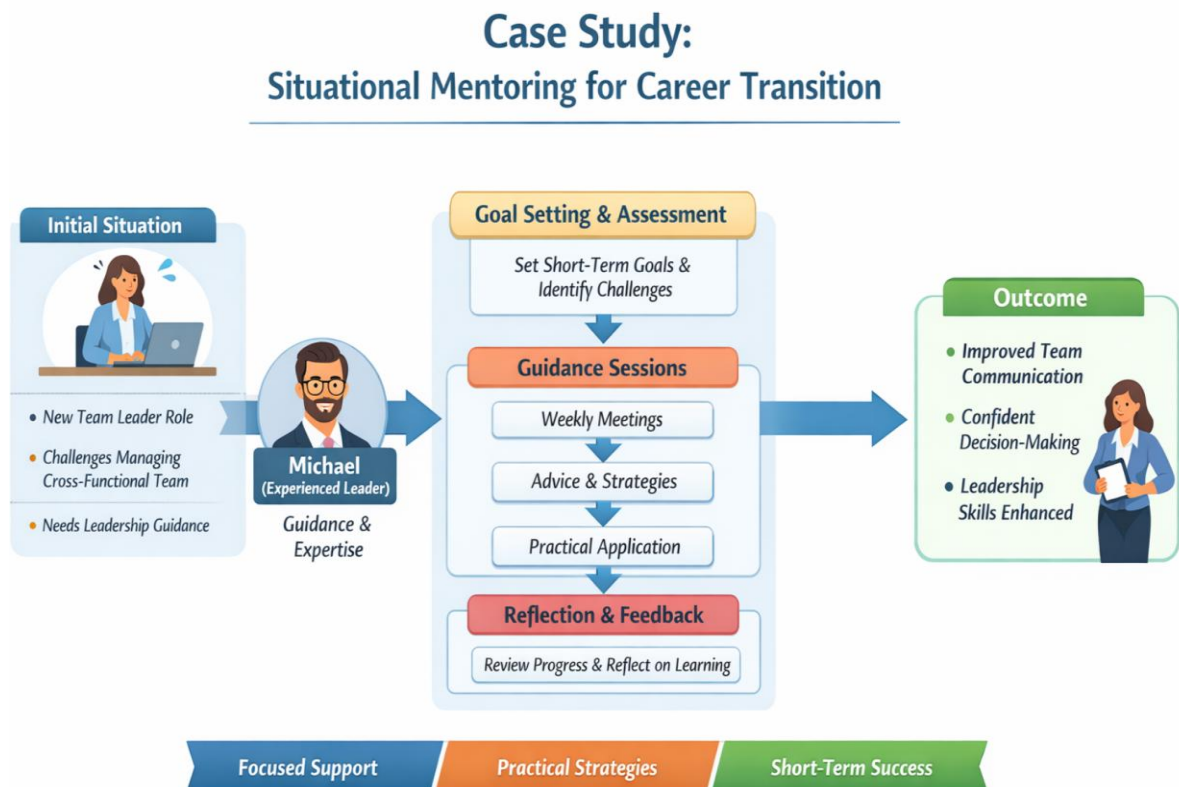 Case Study:
Situational Mentoring for Career Transition
Initial Situation
• New Team Leader Role
• Challenges Managing
Cross-Functional Team
• Needs Leadership Guidance
Michael
(Experienced Leader)
Guidance &
Expertise
Goal Setting & Assessment
Set Short-Term Goals &
Identify Challenges
Guidance Sessions
Weekly Meetings
Advice & Strategies
Practical Application
Reflection & Feedback
Review Progress & Reflect on Learning
Outcome
• Improved Team
Communication
• Confident
Decision-Making
• Leadership
Skills Enhanced
Focused Support
Practical Strategies
Short-Term Success